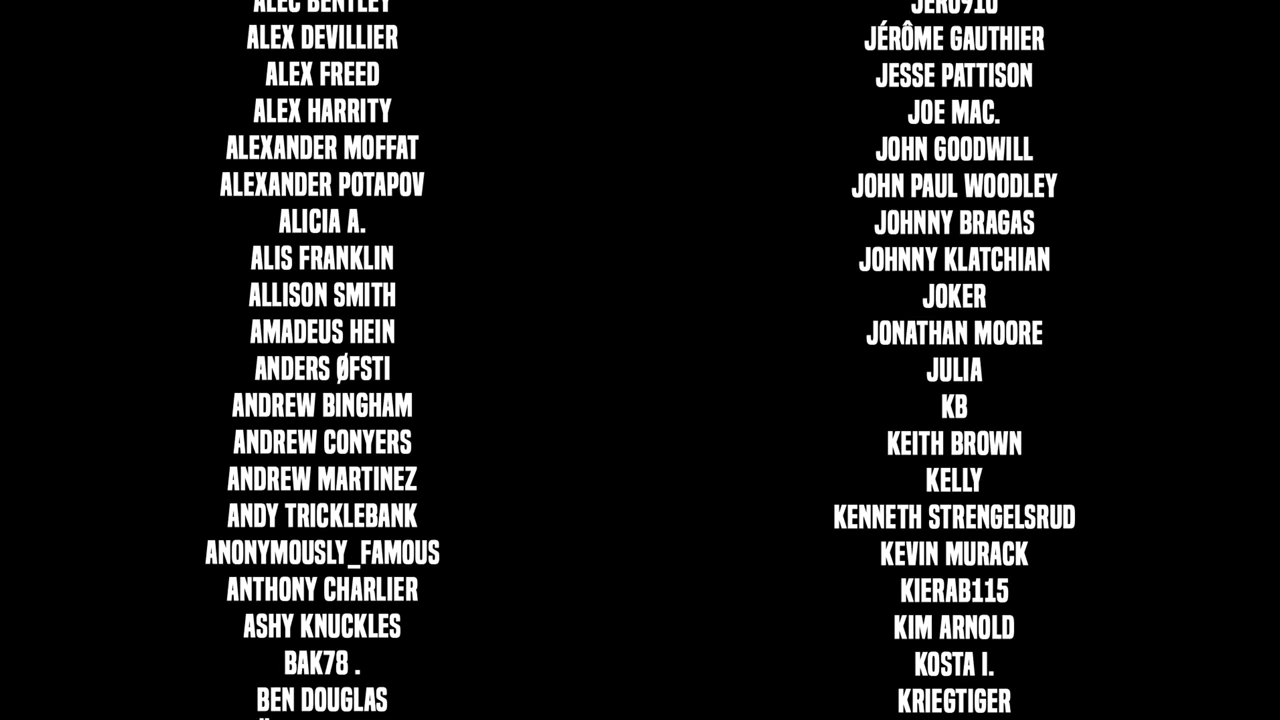 ALEC BENTLEY
ALEX DEVILLIER
ALEX FREED
ALEX HARRITY
ALEXANDER MOFFAT
ALEXANDER POTAPOV
ALICIA A.
ALIS FRANKLIN
ALLISON SMITH
AMADEUS HEIN
ANDERS ØFSTI
ANDREW BINGHAM
ANDREW CONYERS
ANDREW MARTINEZ
ANDY TRICKLEBANK
ANONYMOUSLY_FAMOUS
ANTHONY CHARLIER
ASHY KNUCKLES
BAK78 .
BEN DOUGLAS
JÉRÔME GAUTHIER
JESSE PATTISON
JOE MAC.
JOHN GOODWILL
JOHN PAUL WOODLEY
JOHNNY BRAGAS
JOHNNY KLATCHIAN
JOKER
JONATHAN MOORE
JULIA
KB
KEITH BROWN
KELLY
KENNETH STRENGELSRUD
KEVIN MURACK
KIERAB115
KIM ARNOLD
KOSTA I.
KRIEGTIGER